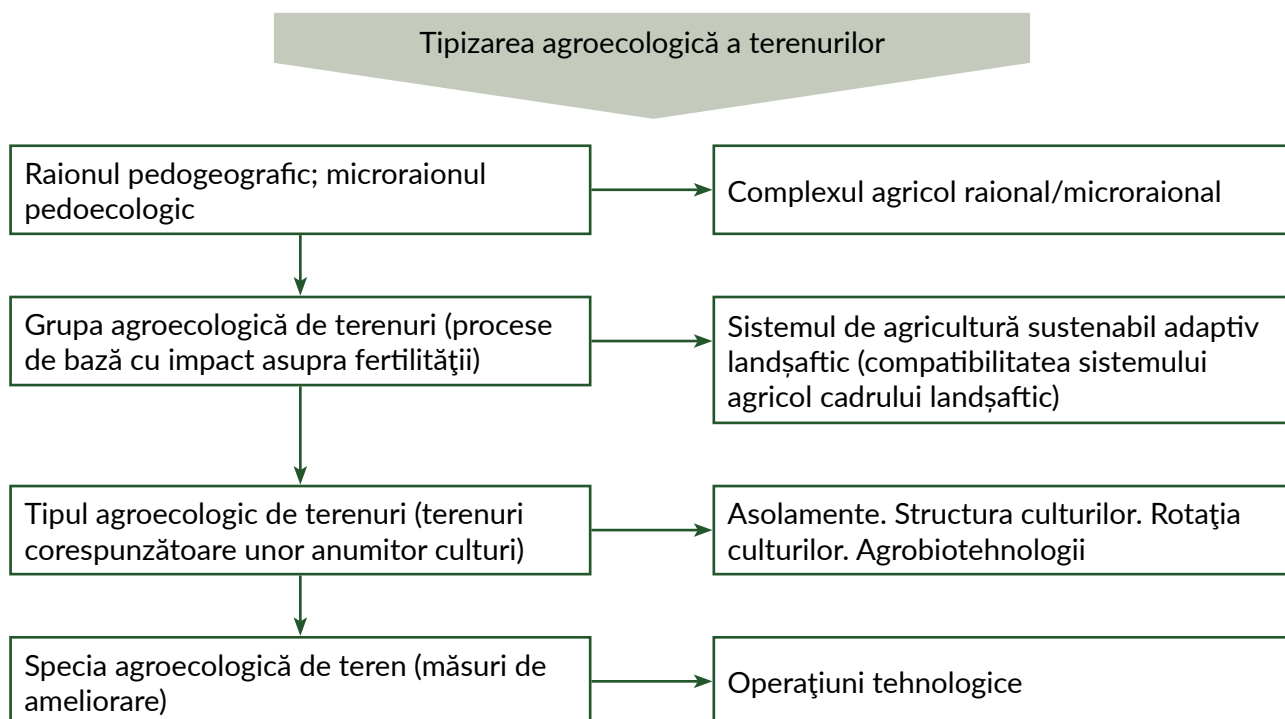 Tipizarea agroecologică a terenurilor
Raionul pedogeografic; microraionul
pedoecologic
Complexul agricol raional/microraional
Grupa agroecologică de terenuri (procese
de bază cu impact asupra fertilităţii)
Sistemul de agricultură sustenabil adaptiv
landșaftic (compatibilitatea sistemului
agricol cadrului landșaftic)
Tipul agroecologic de terenuri (terenuri
corespunzătoare unor anumitor culturi)
Asolamente. Structura culturilor. Rotaţia
culturilor. Agrobiotehnologii
Specia agroecologică de teren (măsuri de
ameliorare)
Operaţiuni tehnologice